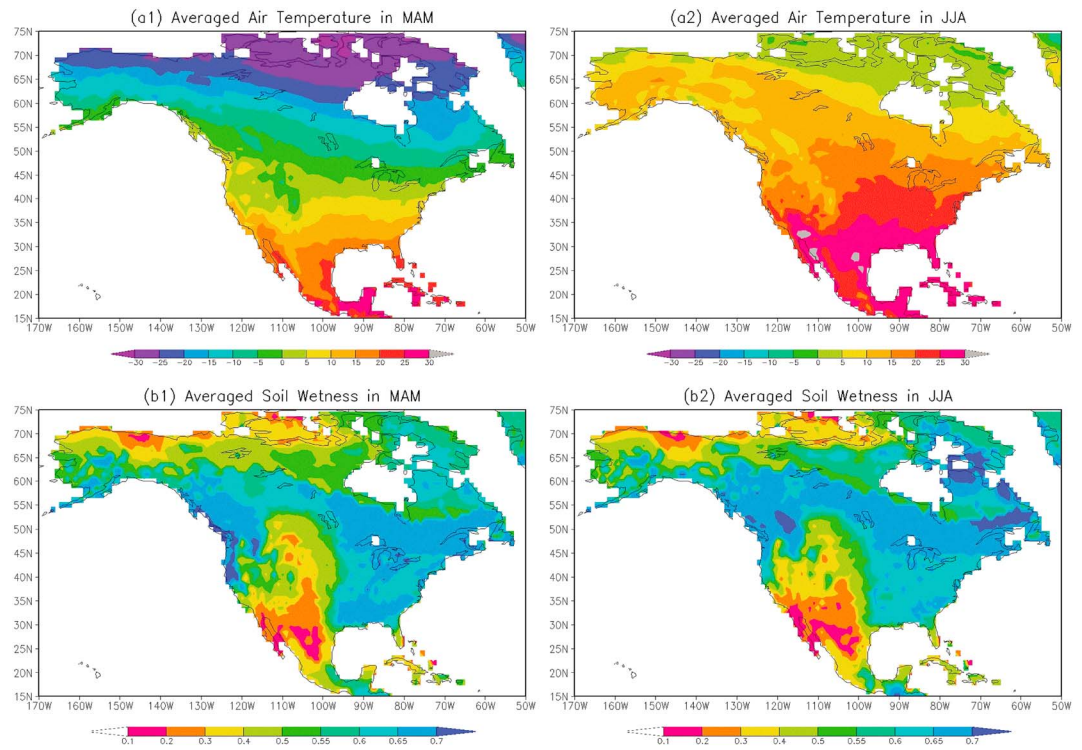 (a1) Averaged Air Temperature in MAM
75N
70N
65N
60N
55N
50N
45N
40N
35N
30N
25N
20N
15N
170W 160W 150W 140W 130W 120W 110W 100W 90W 80W 70W 60W 50W
-30 -25 -20 -15 -10 -5 0 5 10 15 20 25 30
(a2) Averaged Air Temperature in JJA
75N
70N
65N
60N
55N
50N
45N
40N
35N
30N
25N
20N
15N
170W 160W 150W 140W 130W 120W 110W 100W 90W 80W 70W 60W 50W
-30 -25 -20 -15 -10 -5 0 5 10 15 20 25 30
(b1) Averaged Soil Wetness in MAM
75N
70N
65N
60N
55N
50N
45N
40N
35N
30N
25N
20N
15N
170W 160W 150W 140W 130W 120W 110W 100W 90W 80W 70W 60W 50W
0.1 0.2 0.3 0.4 0.5 0.55 0.6 0.65 0.7
(b2) Averaged Soil Wetness in JJA
75N
70N
65N
60N
55N
50N
45N
40N
35N
30N
25N
20N
15N
170W 160W 150W 140W 130W 120W 110W 100W 90W 80W 70W 60W 50W
0.1 0.2 0.3 0.4 0.5 0.55 0.6 0.65 0.7